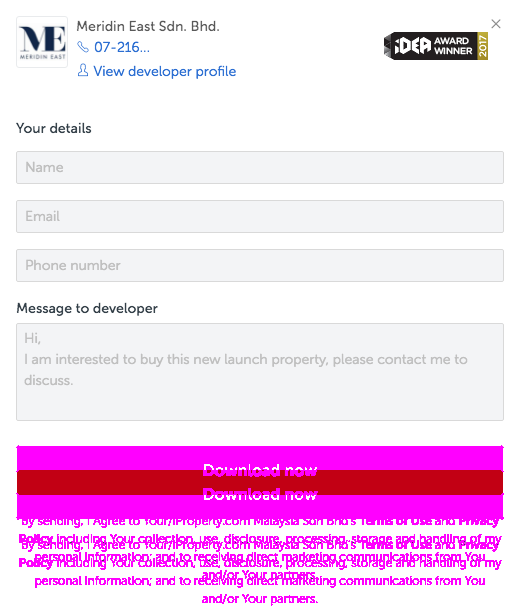 ME
MERIDIN EAST
Meridin East Sdn. Bhd.
07-216...
View developer profile
iDEA AWARD WINNER 2017
Your details
Name
Email
Phone number
Message to developer
Hi,
I am interested to buy this new launch property, please contact me to
discuss.
Download now
Download now
By sending, I Agree to Your/iProperty.com Malaysia Sdn Bhd's Terms of Use and Privacy
Policy including Your collection, use, disclosure, processing, storage and handling of my
By sending, I Agree to Your/iProperty.com Malaysia Sdn Bhd's Terms of Use and Privacy
personal information; and to receiving direct marketing communications from You
Policy including Your collection, use, disclosure, processing, storage and handling of my
and/or Your partners.
personal information; and to receiving direct marketing communications from You
and/or Your partners.